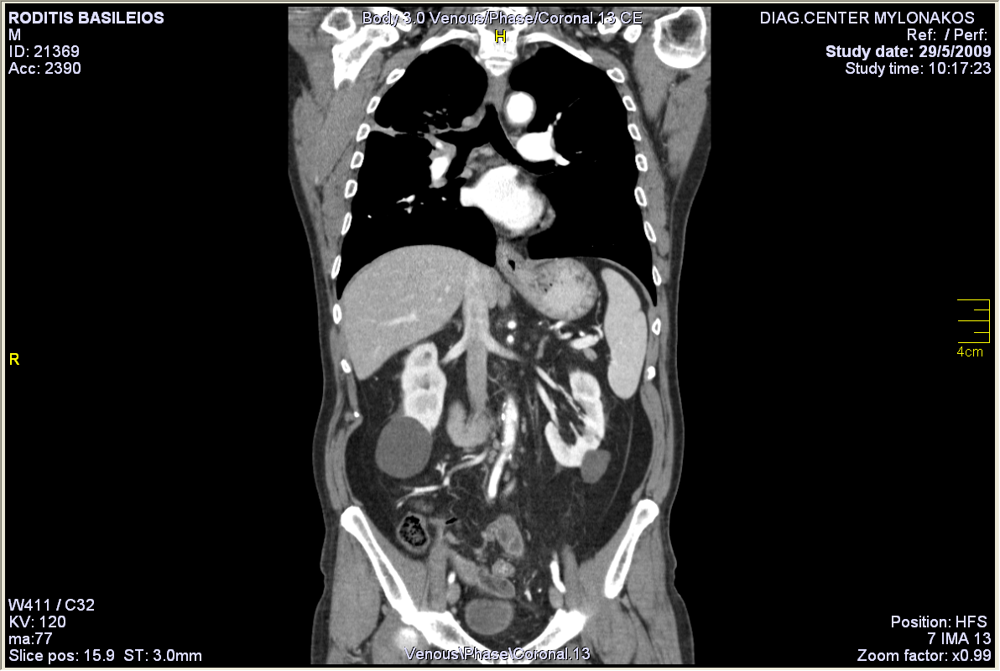 RODITIS BASILEIOS
M
ID: 21369
Acc: 2390
Body 3.0 Venous/Phase/Coronal.13 CE
H
DIAG.CENTER MYLONAKOS
Ref: / Perf:
Study date: 29/5/2009
Study time: 10:17:23
R
4cm
W411 / C32
KV: 120
ma:77
Slice pos: 15.9 ST: 3.0mm
Venous\Phase\Coronal.13
Position: HFS
7 IMA 13
Zoom factor: x0.99